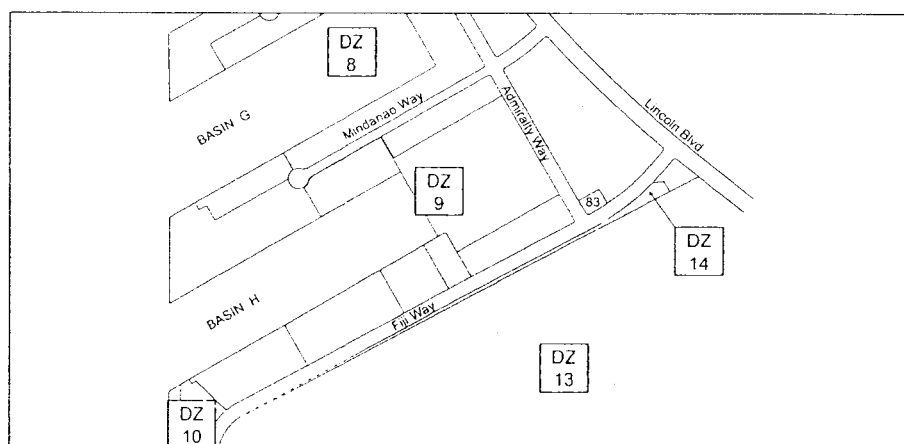 DZ
8
BASIN G
Mindanao Way
Admiralty Way
Lincoln Blvd
DZ
9
83
DZ
14
BASIN H
Fiji Way
DZ
13
DZ
10